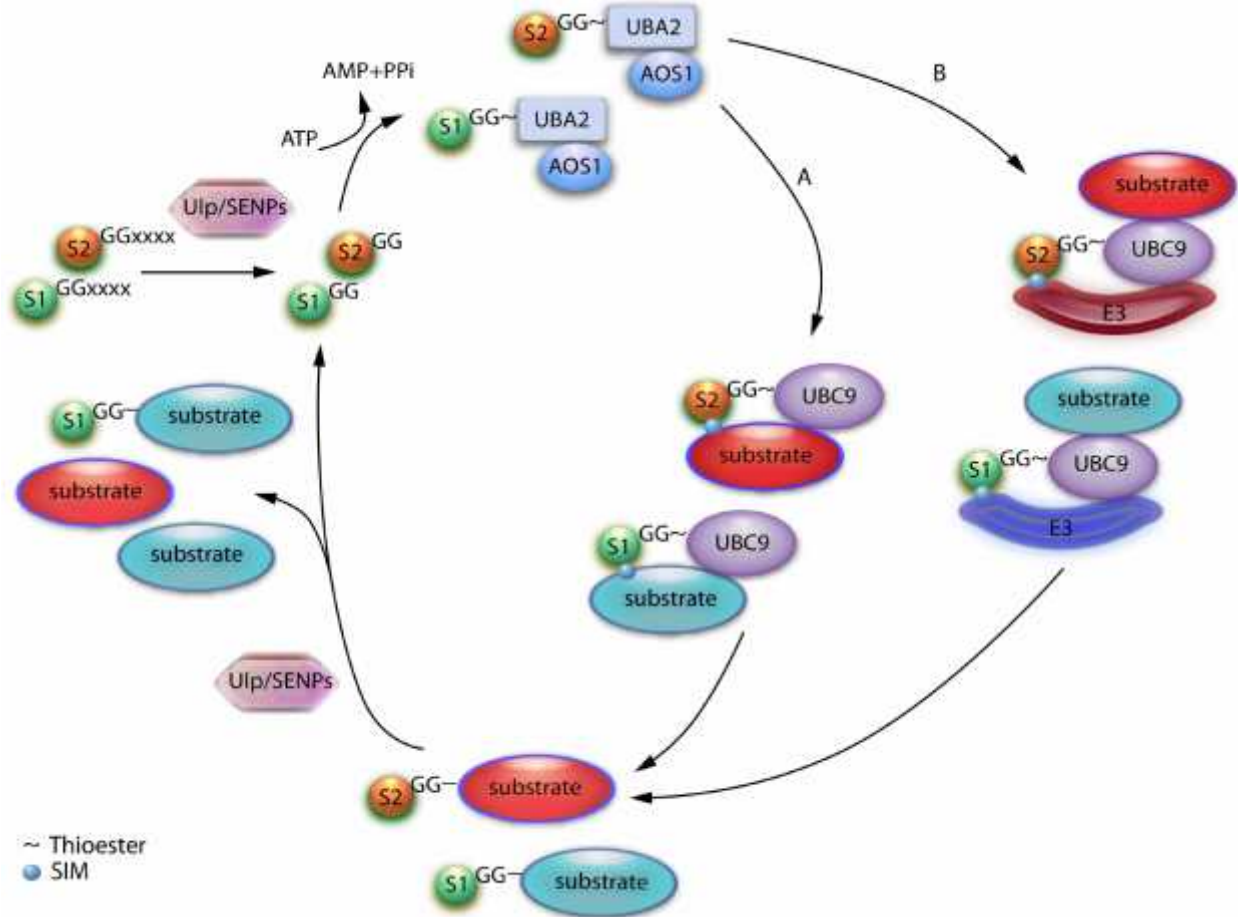 S2 GG~ UBA2
AOS1
AMP+PPi
ATP
S1 GG~ UBA2
AOS1
B
A
Ulp/SENPs
S2 GGxxxx
S1 GGxxxx
S2 GG
S1 GG
substrate
S2 GG~ UBC9
E3
S1 GG~ substrate
substrate
substrate
S2 GG~ UBC9
substrate
S1 GG~ UBC9
substrate
substrate
S1 GG~ UBC9
E3
Ulp/SENPs
S2 GG– substrate
S1 GG~ substrate
~ Thioester
SIM